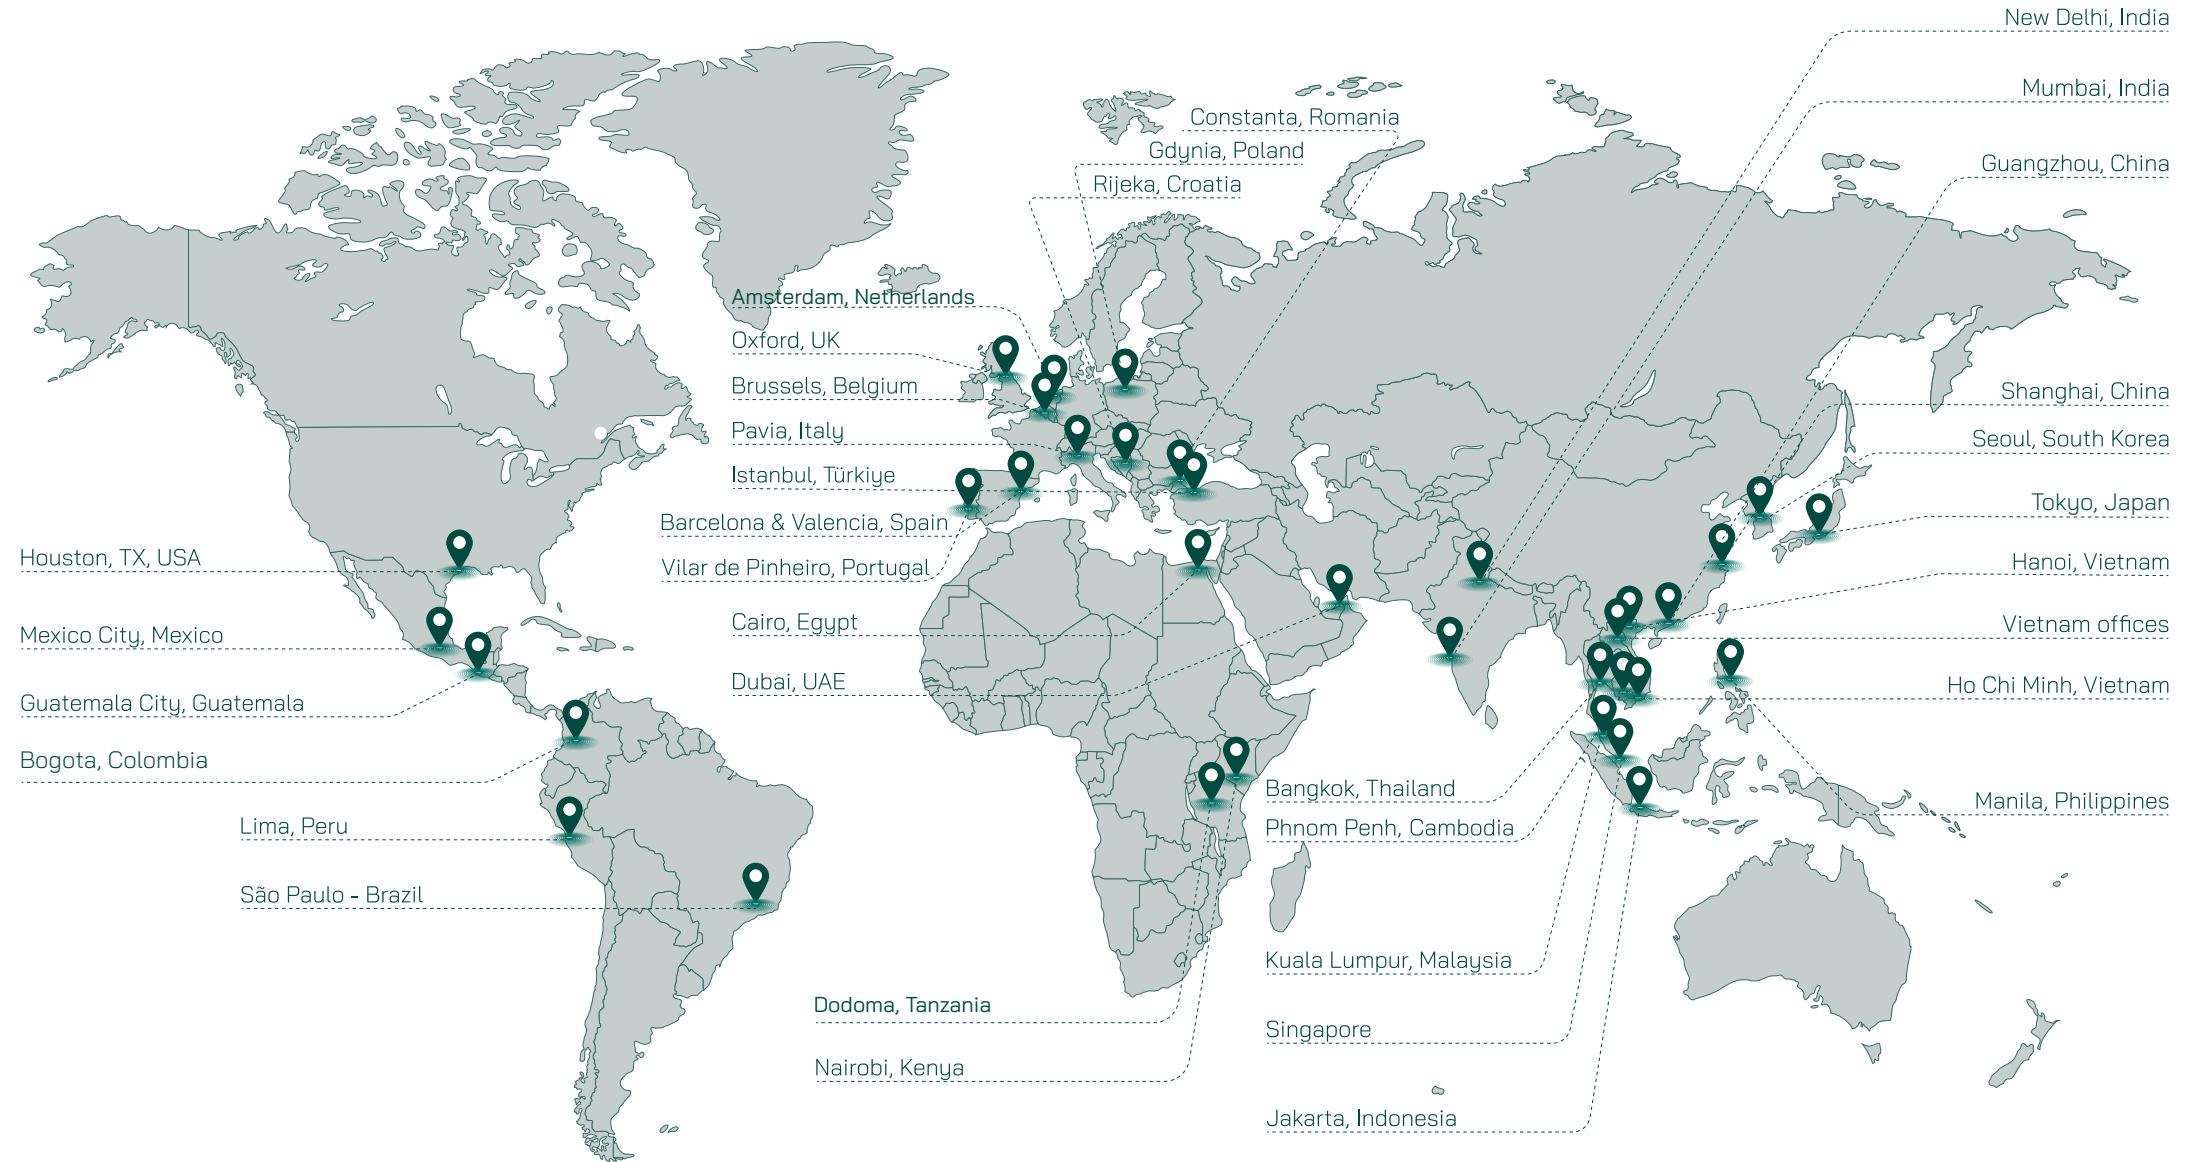 New Delhi, India
Mumbai, India
Constanta, Romania
Gdynia, Poland
Guangzhou, China
Rijeka, Croatia
Amsterdam, Netherlands
Oxford, UK
Brussels, Belgium
Shanghai, China
Pavia, Italy
Seoul, South Korea
Istanbul, Türkiye
Tokyo, Japan
Barcelona & Valencia, Spain
Houston, TX, USA
Vilar de Pinheiro, Portugal
Hanoi, Vietnam
Cairo, Egypt
Vietnam offices
Mexico City, Mexico
Dubai, UAE
Ho Chi Minh, Vietnam
Guatemala City, Guatemala
Bogota, Colombia
Bangkok, Thailand
Manila, Philippines
Lima, Peru
Phnom Penh, Cambodia
São Paulo - Brazil
Kuala Lumpur, Malaysia
Dodoma, Tanzania
Singapore
Nairobi, Kenya
Jakarta, Indonesia